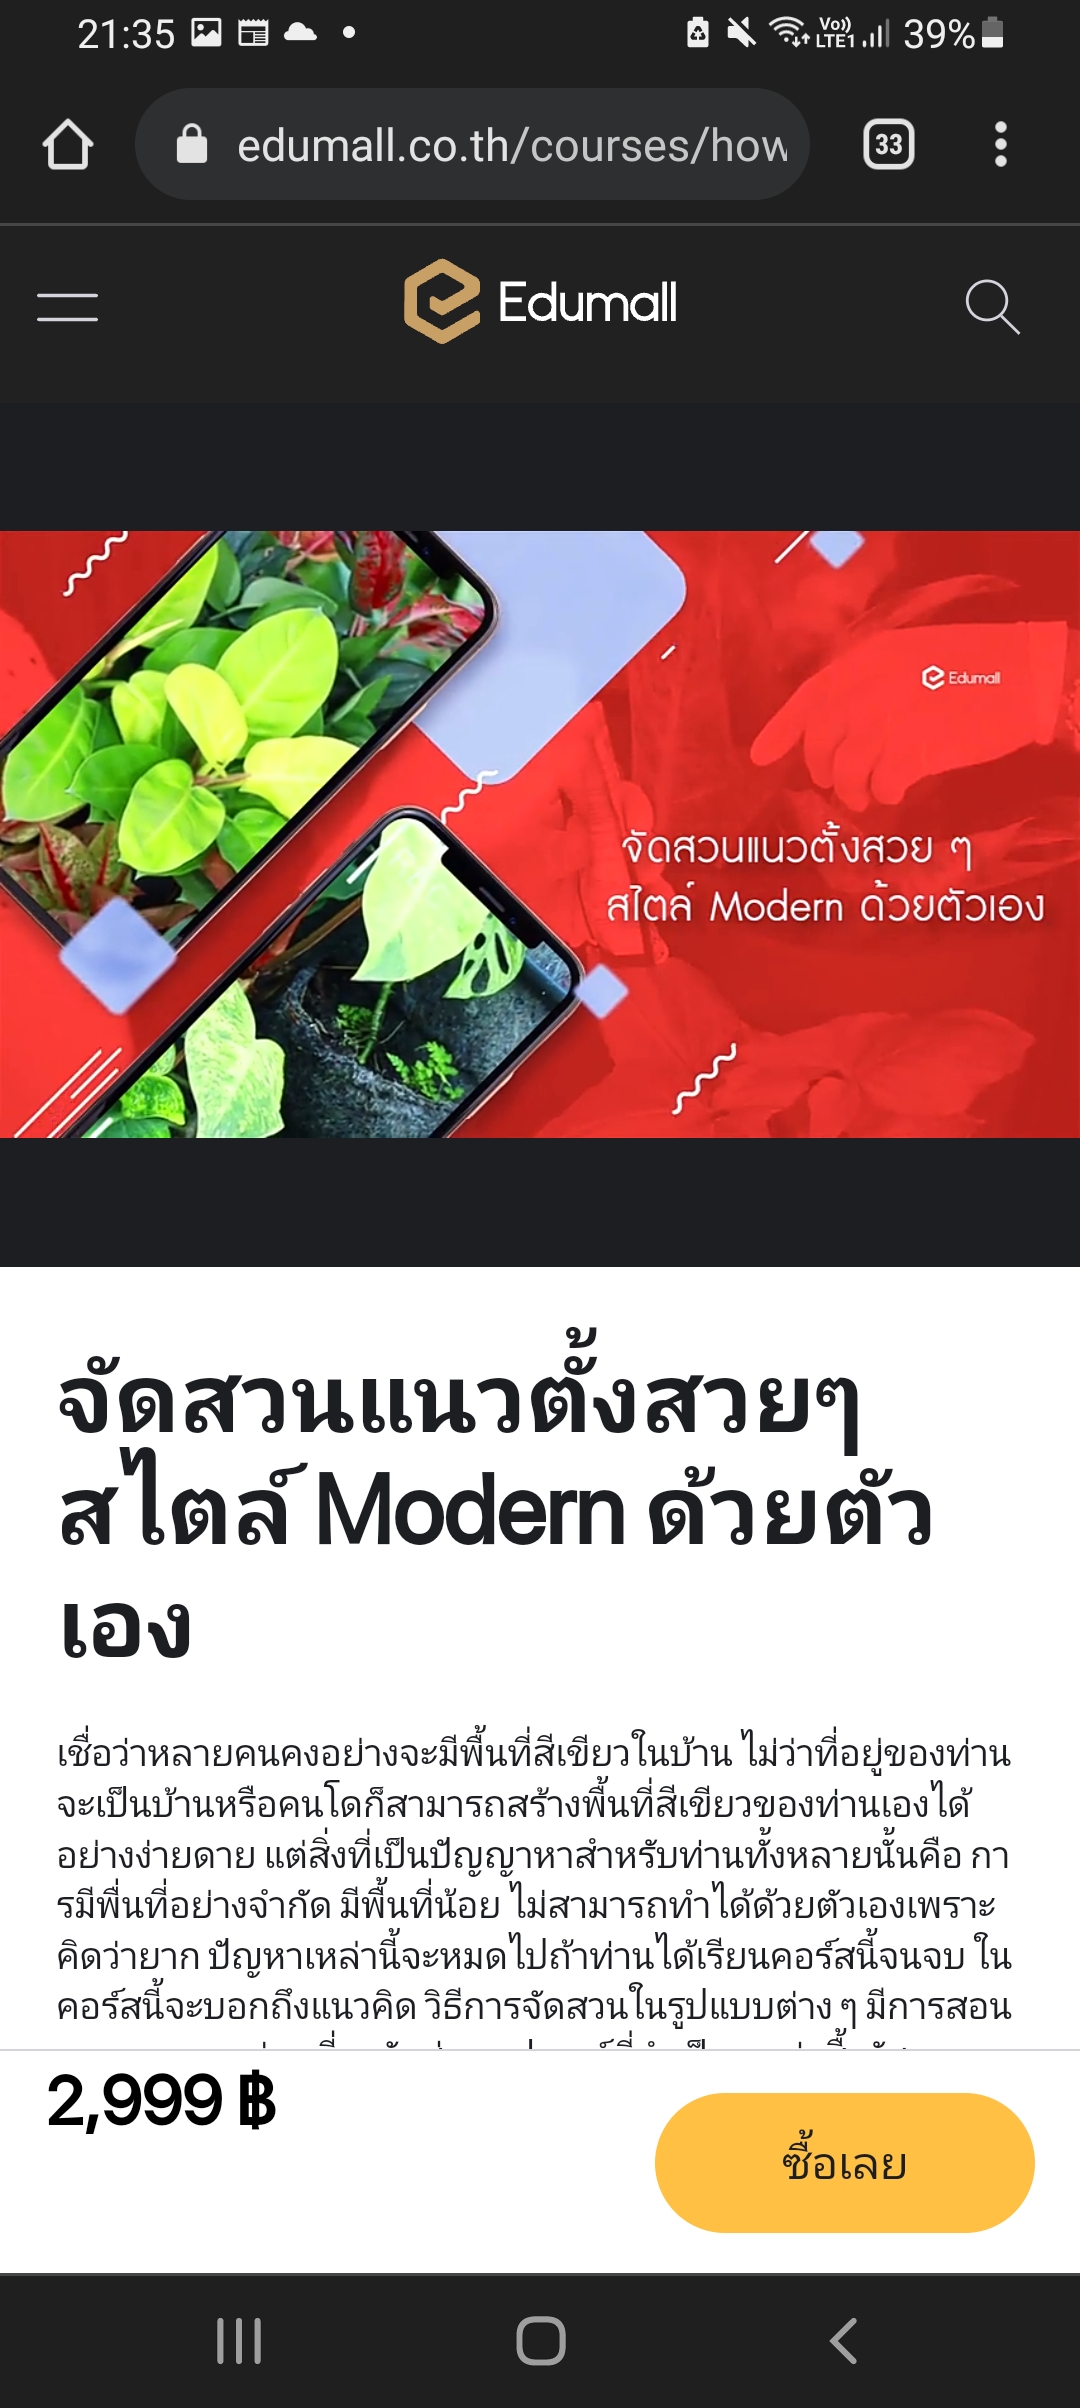 21:35
Vo))
LTE1
39%
edumall.co.th/courses/how
33
Edumall
Edumall
จัดสวนแนวตั้งสวย ๆ
สไตล์ Modern ด้วยตัวเอง
จัดสวนแนวตั้งสวยๆ
สไตล์ Modern ด้วยตัว
เอง
เชื่อว่าหลายคนคงอย่างจะมีพื้นที่สีเขียวในบ้าน ไม่ว่าที่อยู่ของท่าน
จะเป็นบ้านหรือคนโดก็สามารถสร้างพื้นที่สีเขียวของท่านเองได้
อย่างง่ายดาย แต่สิ่งที่เป็นปัญญาหาสำหรับท่านทั้งหลายนั้นคือ กา
รมีพื่นที่อย่างจำกัด มีพื้นที่น้อย ไม่สามารถทำได้ด้วยตัวเองเพราะ
คิดว่ายาก ปัญหาเหล่านี้จะหมดไปถ้าท่านได้เรียนคอร์สนี้จนจบ ใน
คอร์สนี้จะบอกถึงแนวคิด วิธีการจัดสวนในรูปแบบต่าง ๆ มีการสอน
2,999 ฿
ซื้อเลย